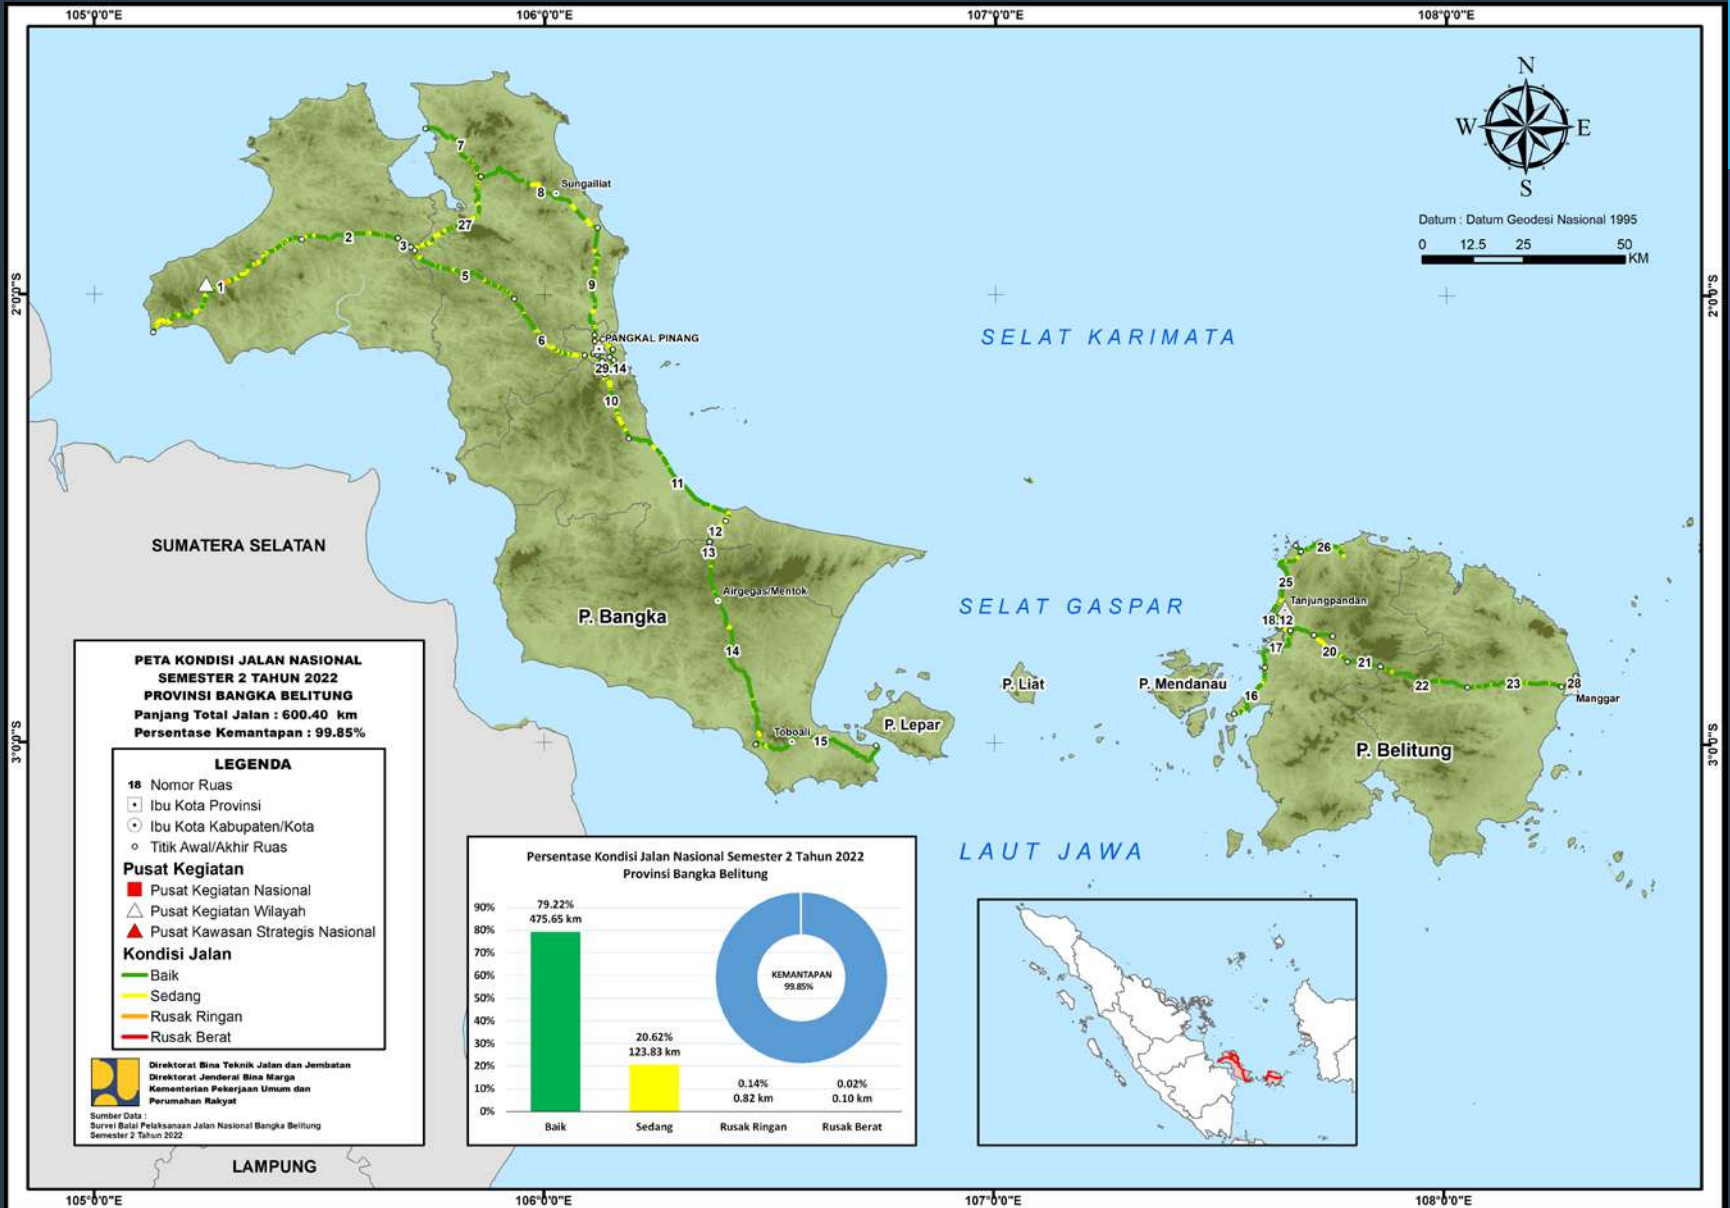 105°0'0"E
106°0'0"E
107°0'0"E
108°0'0"E
N
W
E
S
Datum : Datum Geodesi Nasional 1995
0 12.5 25 50
KM
2°0'0"S
2°0'0"S
3°0'0"S
3°0'0"S
7
8
Sungailiat
27
2
3
1
5
9
6
PANGKAL PINANG
29.14
10
11
12
13
Airgegas/Mentok
P. Bangka
14
Toboali
15
P. Lepar
SELAT KARIMATA
SELAT GASPAR
LAUT JAWA
P. Liat
P. Mendanau
26
25
Tanjungpandan
18.12
17
20
21
22
23
28
Manggar
16
P. Belitung
SUMATERA SELATAN
LAMPUNG
PETA KONDISI JALAN NASIONAL
SEMESTER 2 TAHUN 2022
PROVINSI BANGKA BELITUNG
Panjang Total Jalan : 600.40 km
Persentase Kemantapan : 99.85%
LEGENDA
18 Nomor Ruas
Ibu Kota Provinsi
Ibu Kota Kabupaten/Kota
Titik Awal/Akhir Ruas
Pusat Kegiatan
Pusat Kegiatan Nasional
Pusat Kegiatan Wilayah
Pusat Kawasan Strategis Nasional
Kondisi Jalan
Baik
Sedang
Rusak Ringan
Rusak Berat
Direktorat Bina Teknik Jalan dan Jembatan
Direktorat Jenderal Bina Marga
Kementerian Pekerjaan Umum dan
Perumahan Rakyat
Sumber Data :
Survei Balai Pelaksanaan Jalan Nasional Bangka Belitung
Semester 2 Tahun 2022
Persentase Kondisi Jalan Nasional Semester 2 Tahun 2022
Provinsi Bangka Belitung
90%
80%
70%
60%
50%
40%
30%
20%
10%
0%
79.22%
475.65 km
20.62%
123.83 km
0.14%
0.82 km
0.02%
0.10 km
KEMANTAPAN
99.85%
Baik
Sedang
Rusak Ringan
Rusak Berat
105°0'0"E
106°0'0"E
107°0'0"E
108°0'0"E